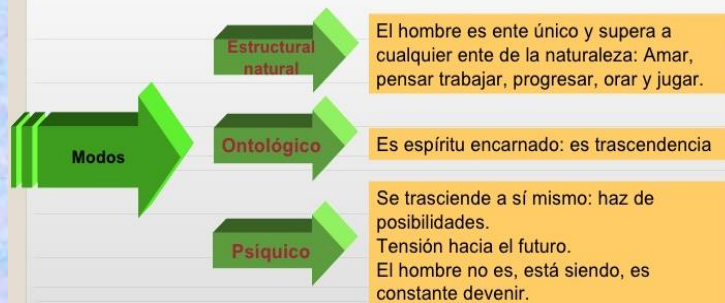 Modos
Estructural
natural
El hombre es ente único y supera a
cualquier ente de la naturaleza: Amar,
pensar trabajar, progresar, orar y jugar.
Ontológico
Es espíritu encarnado: es trascendencia
Psíquico
Se trasciende a sí mismo: haz de
posibilidades.
Tensión hacia el futuro.
El hombre no es, está siendo, es
constante devenir.